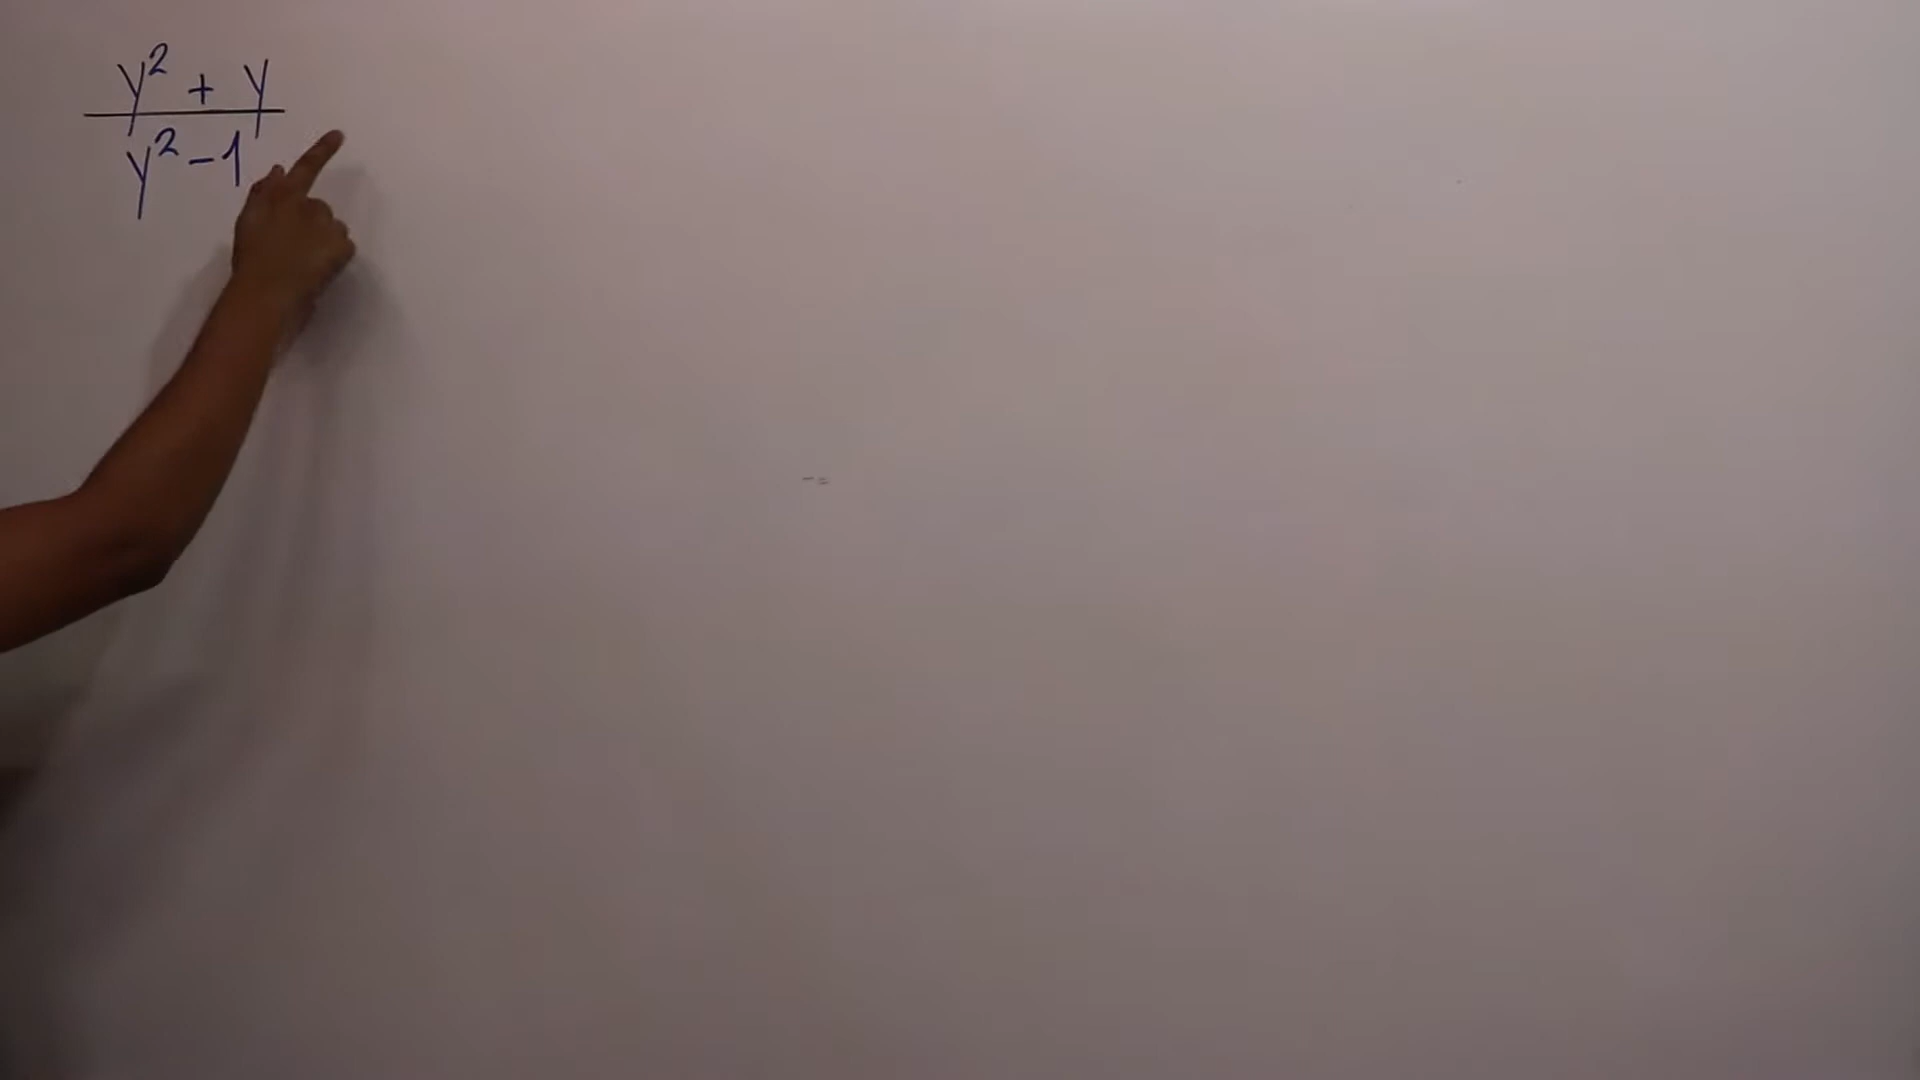 y² + y
y² - 1